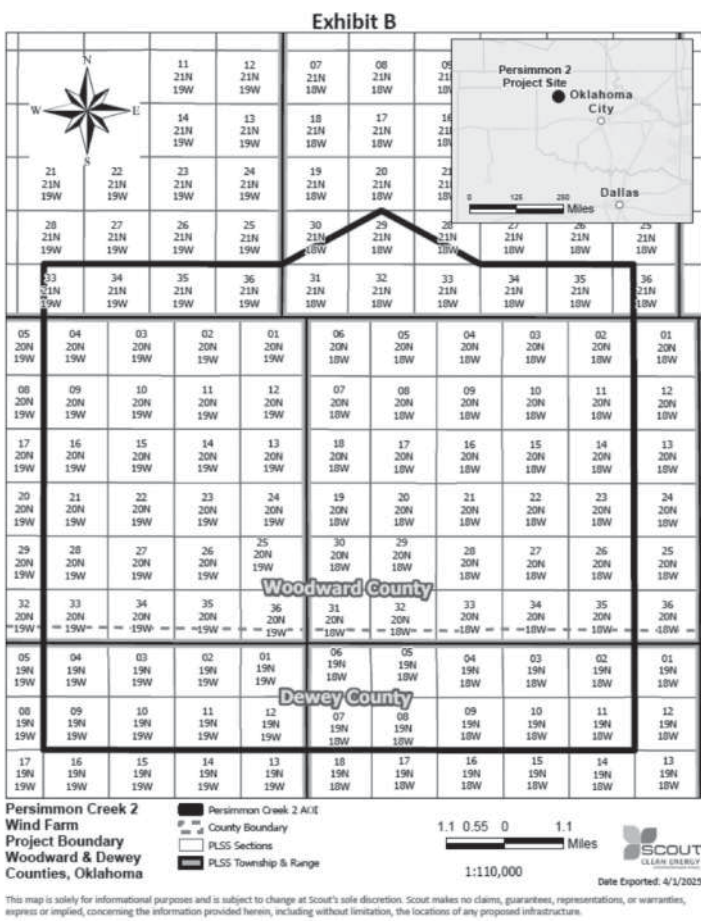 Exhibit B
N
W
E
S
Persimmon 2
Project Site
Oklahoma
City
Dallas
0 125 250
Miles
11 12 07 08
21N 21N 21N 21N
19W 19W 18W 18W
14 13 18 17
21N 21N 21N 21N
19W 19W 18W 18W
21 22 23 24 19 20
21N 21N 21N 21N 21N 21N
19W 19W 19W 19W 18W 18W
28 27 26 25 30 29 28 27 26 25
21N 21N 21N 21N 21N 21N 21N 21N 21N 21N
19W 19W 19W 19W 18W 18W 18W 18W 18W 18W
33 34 35 36 31 32 33 34 35 36
21N 21N 21N 21N 21N 21N 21N 21N 21N 21N
19W 19W 19W 19W 18W 18W 18W 18W 18W 18W
05 04 03 02 01 06 05 04 03 02 01
20N 20N 20N 20N 20N 20N 20N 20N 20N 20N 20N
19W 19W 19W 19W 19W 18W 18W 18W 18W 18W 18W
08 09 10 11 12 07 08 09 10 11 12
20N 20N 20N 20N 20N 20N 20N 20N 20N 20N 20N
19W 19W 19W 19W 19W 18W 18W 18W 18W 18W 18W
17 16 15 14 13 18 17 16 15 14 13
20N 20N 20N 20N 20N 20N 20N 20N 20N 20N 20N
19W 19W 19W 19W 19W 18W 18W 18W 18W 18W 18W
20 21 22 23 24 19 20 21 22 23 24
20N 20N 20N 20N 20N 20N 20N 20N 20N 20N 20N
19W 19W 19W 19W 19W 18W 18W 18W 18W 18W 18W
29 28 27 26 25 30 29 28 27 26 25
20N 20N 20N 20N 20N 20N 20N 20N 20N 20N 20N
19W 19W 19W 19W 19W 18W 18W 18W 18W 18W 18W
Woodward County
32 33 34 35 36 31 32 33 34 35 36
20N 20N 20N 20N 20N 20N 20N 20N 20N 20N 20N
19W 19W 19W 19W 19W 18W 18W 18W 18W 18W 18W
05 04 03 02 01 06 05 04 03 02 01
19N 19N 19N 19N 19N 19N 19N 19N 19N 19N 19N
19W 19W 19W 19W 19W 18W 18W 18W 18W 18W 18W
Dewey County
08 09 10 11 12 07 08 09 10 11 12
19N 19N 19N 19N 19N 19N 19N 19N 19N 19N 19N
19W 19W 19W 19W 19W 18W 18W 18W 18W 18W 18W
17 16 15 14 13 18 17 16 15 14 13
19N 19N 19N 19N 19N 19N 19N 19N 19N 19N 19N
19W 19W 19W 19W 19W 18W 18W 18W 18W 18W 18W
Persimmon Creek 2
Wind Farm
Project Boundary
Woodward & Dewey
Counties, Oklahoma
Persimmon Creek 2 AOI
County Boundary
PLSS Sections
PLSS Township & Range
1.1 0.55 0 1.1
Miles
1:110,000
SCOUT
CLEAN ENERGY
Date Exported: 4/1/2025
This map is solely for informational purposes and is subject to change at Scout's sole discretion. Scout makes no claims, guarantees, representations, or warranties,
express or implied, concerning the information provided herein, including without limitation, the locations of any proposed infrastructure.